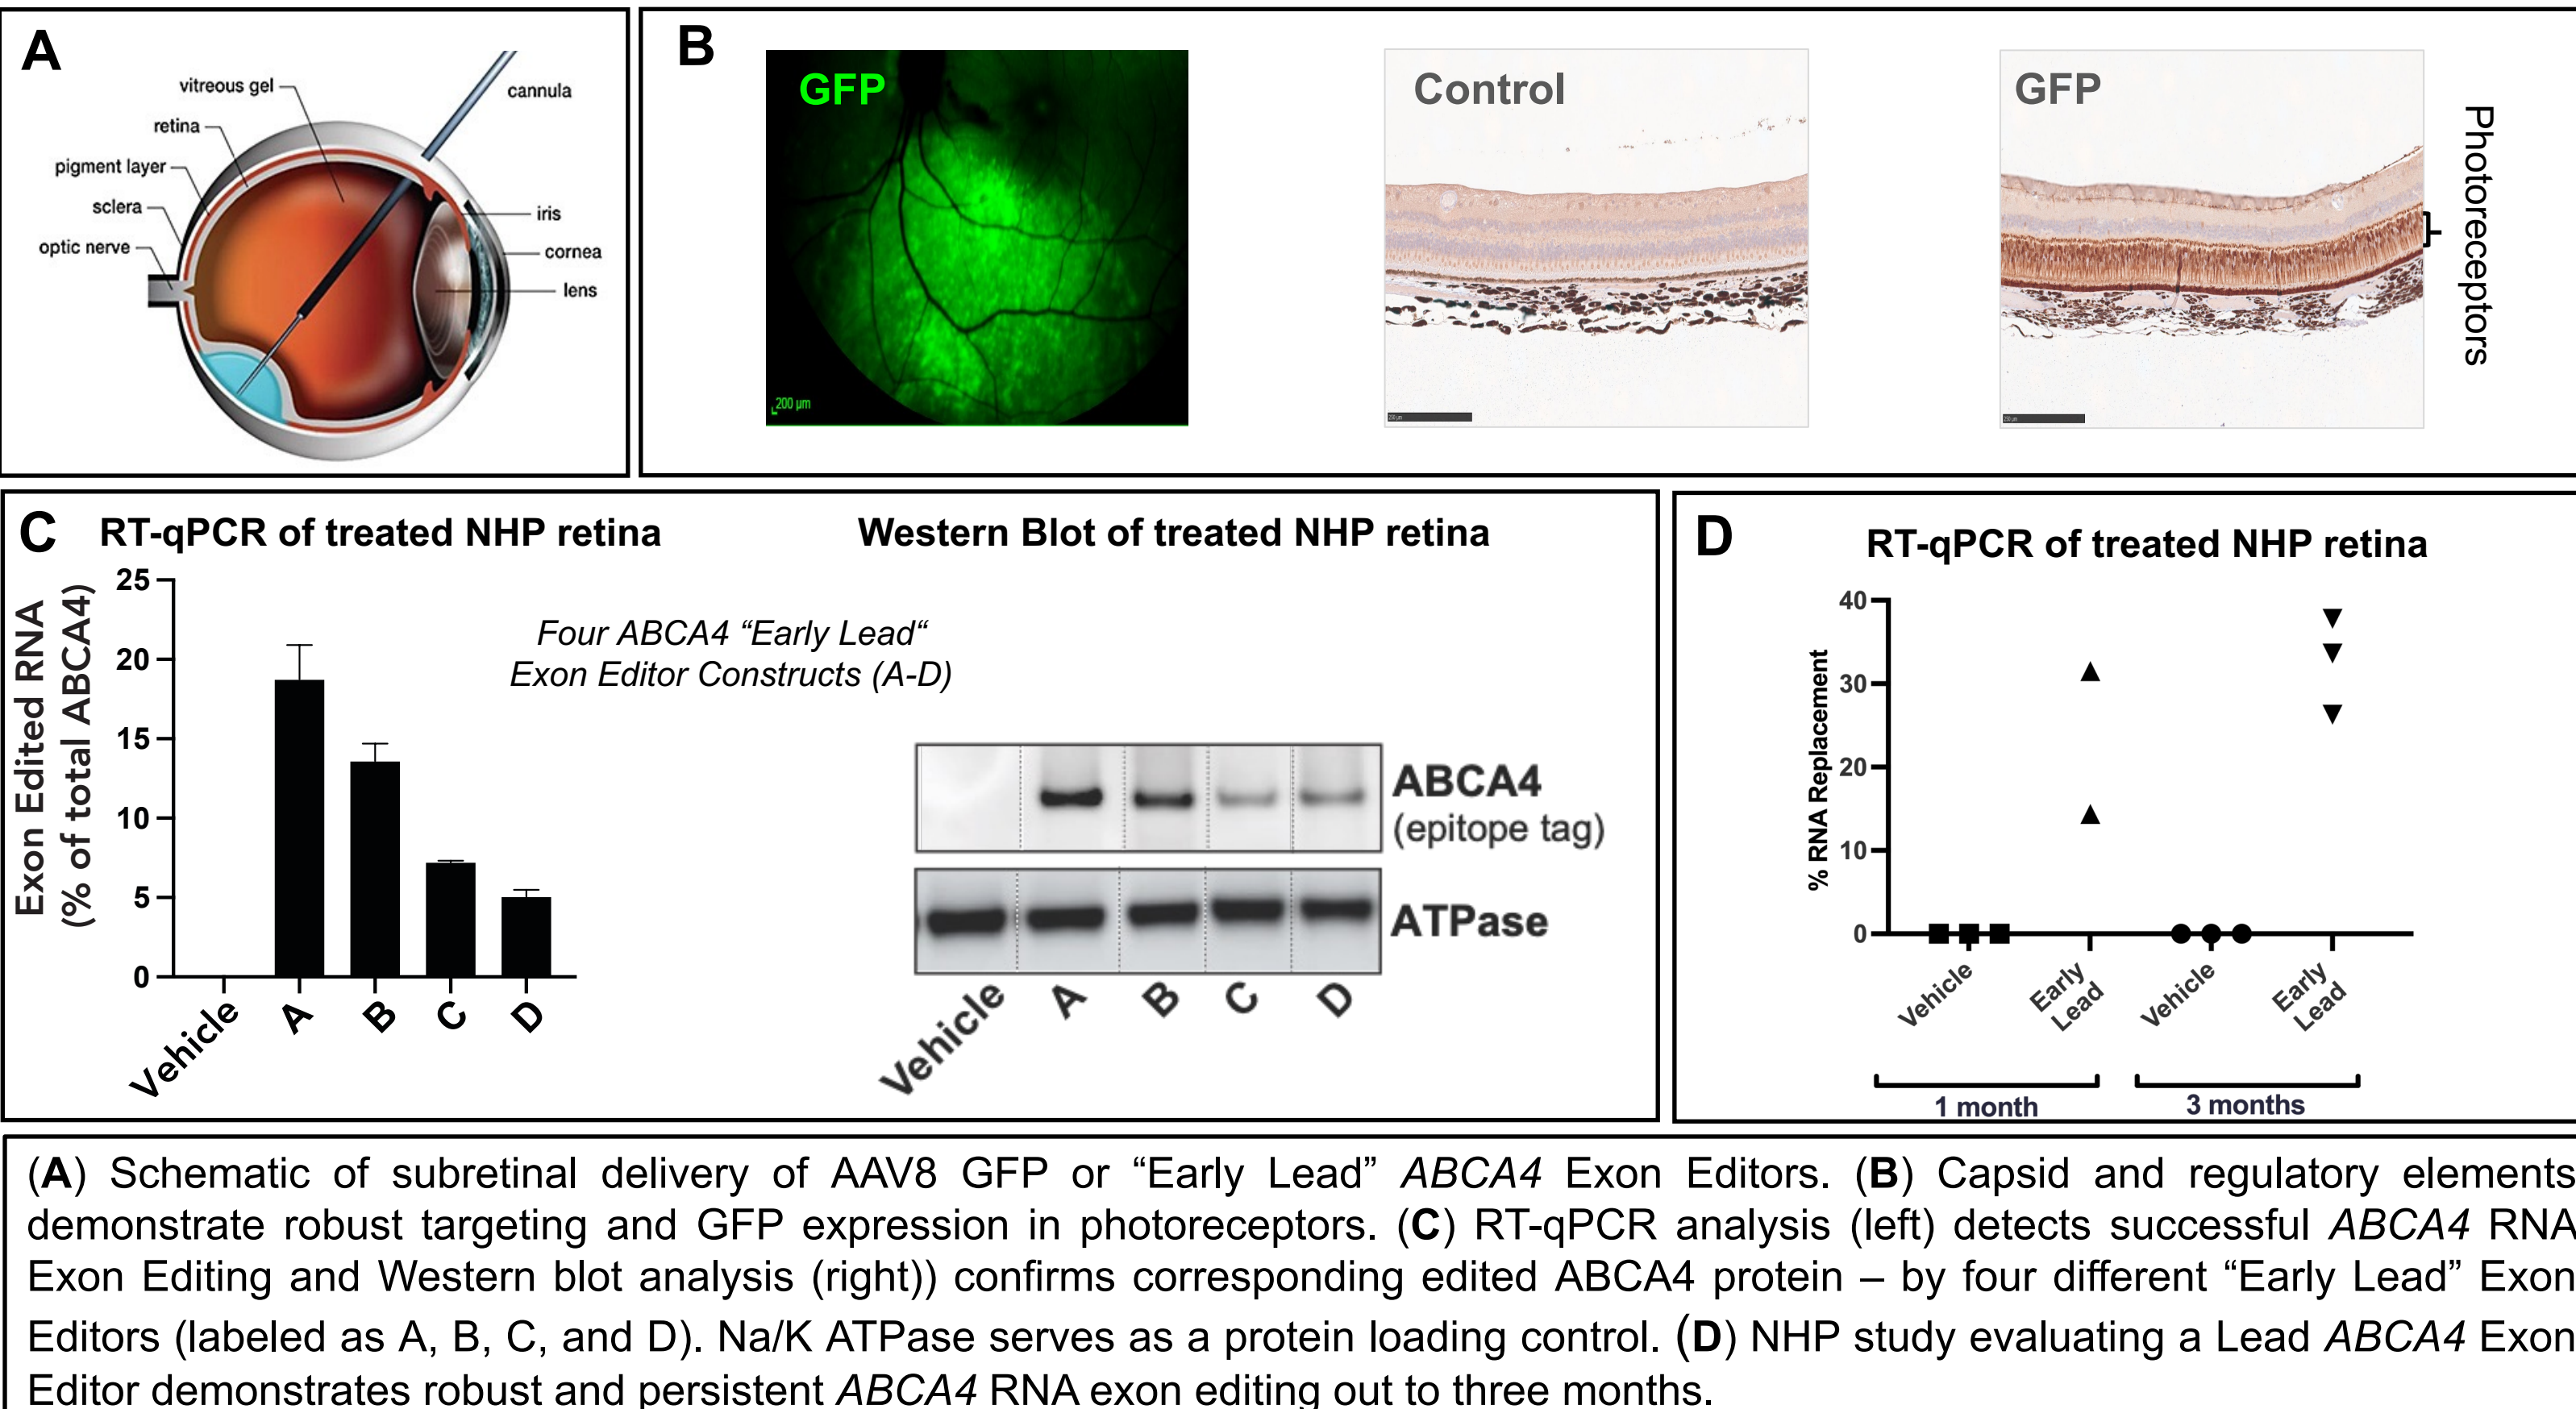 A
vitreous gel
cannula
retina
pigment layer
sclera
iris
optic nerve
cornea
lens
B
GFP
200 µm
Control
GFP
Photoreceptors
C
RT-qPCR of treated NHP retina
Exon Edited RNA
(% of total ABCA4)
25
20
15
10
5
0
Vehicle
A
B
C
D
Four ABCA4 “Early Lead“
Exon Editor Constructs (A-D)
Western Blot of treated NHP retina
ABCA4
(epitope tag)
ATPase
Vehicle
A
B
C
D
D
RT-qPCR of treated NHP retina
% RNA Replacement
40
30
20
10
0
Vehicle
Early
Lead
Vehicle
Early
Lead
1 month
3 months
(A) Schematic of subretinal delivery of AAV8 GFP or “Early Lead” ABCA4 Exon Editors. (B) Capsid and regulatory elements
demonstrate robust targeting and GFP expression in photoreceptors. (C) RT-qPCR analysis (left) detects successful ABCA4 RNA
Exon Editing and Western blot analysis (right)) confirms corresponding edited ABCA4 protein – by four different “Early Lead” Exon
Editors (labeled as A, B, C, and D). Na/K ATPase serves as a protein loading control. (D) NHP study evaluating a Lead ABCA4 Exon
Editor demonstrates robust and persistent ABCA4 RNA exon editing out to three months.